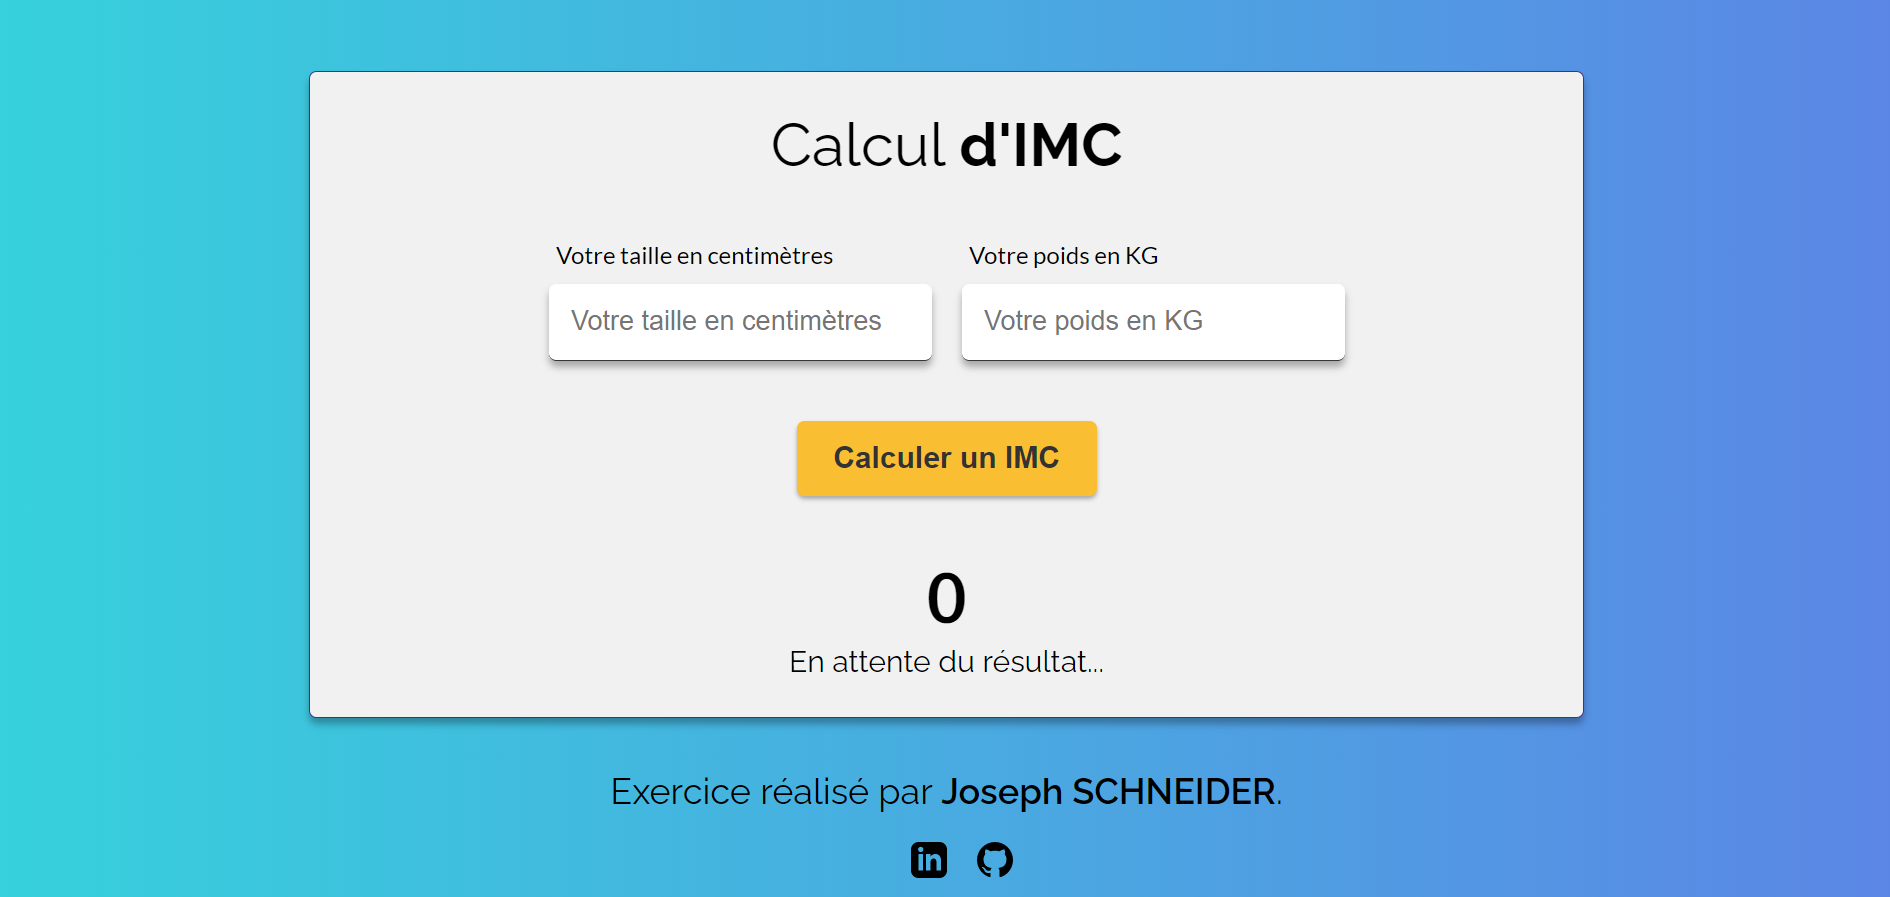 Calcul d'IMC
Votre taille en centimètres
Votre poids en KG
Votre taille en centimètres
Votre poids en KG
Calculer un IMC
0
En attente du résultat...
Exercice réalisé par Joseph SCHNEIDER.
in